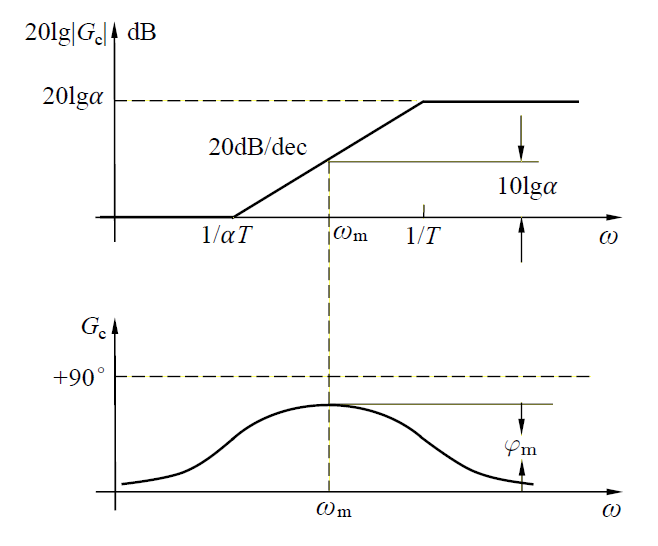 20lg|Gc| dB
20lgα
20dB/dec
10lgα
1/αT
ωm
1/T
ω
Gc
+90°
φm
ωm
ω